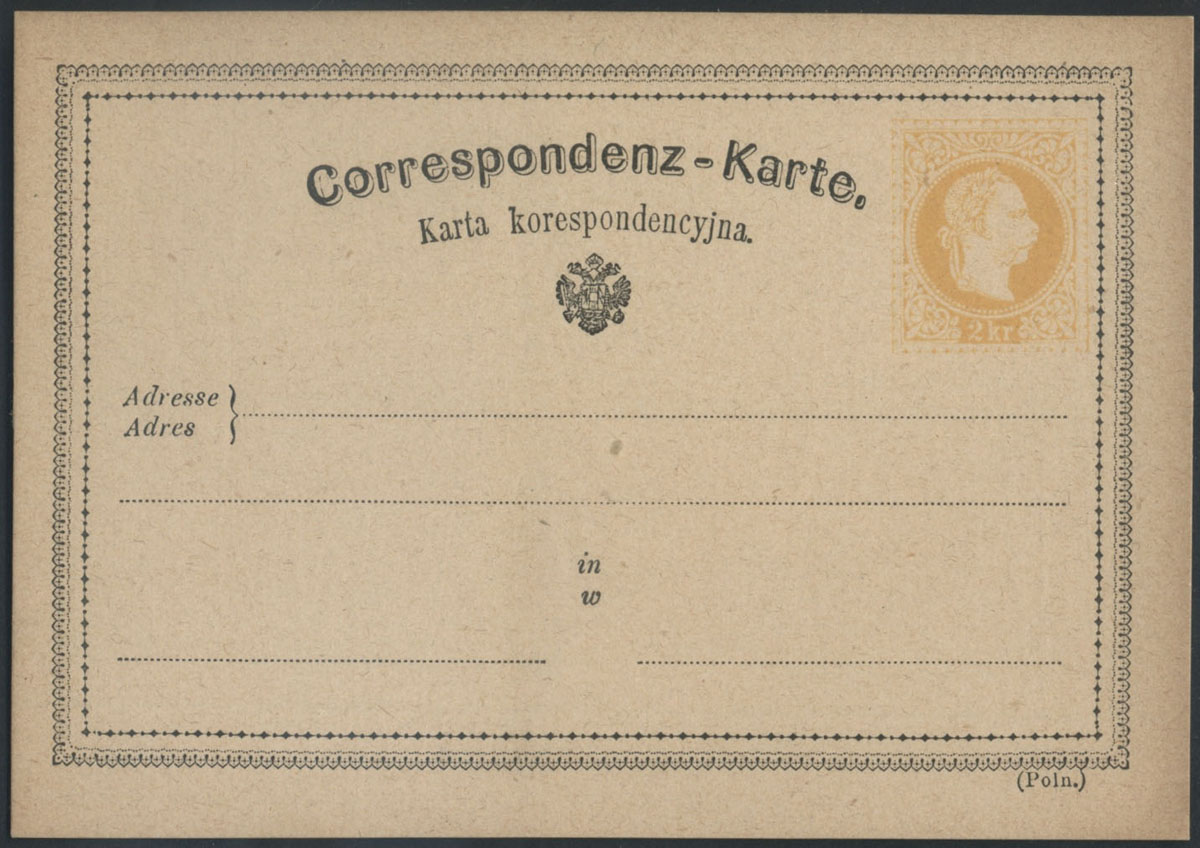 Correspondenz-Karte.
Karta korespondencyjna.
2 kr.
Adresse
Adres
in
w
(Poln.)